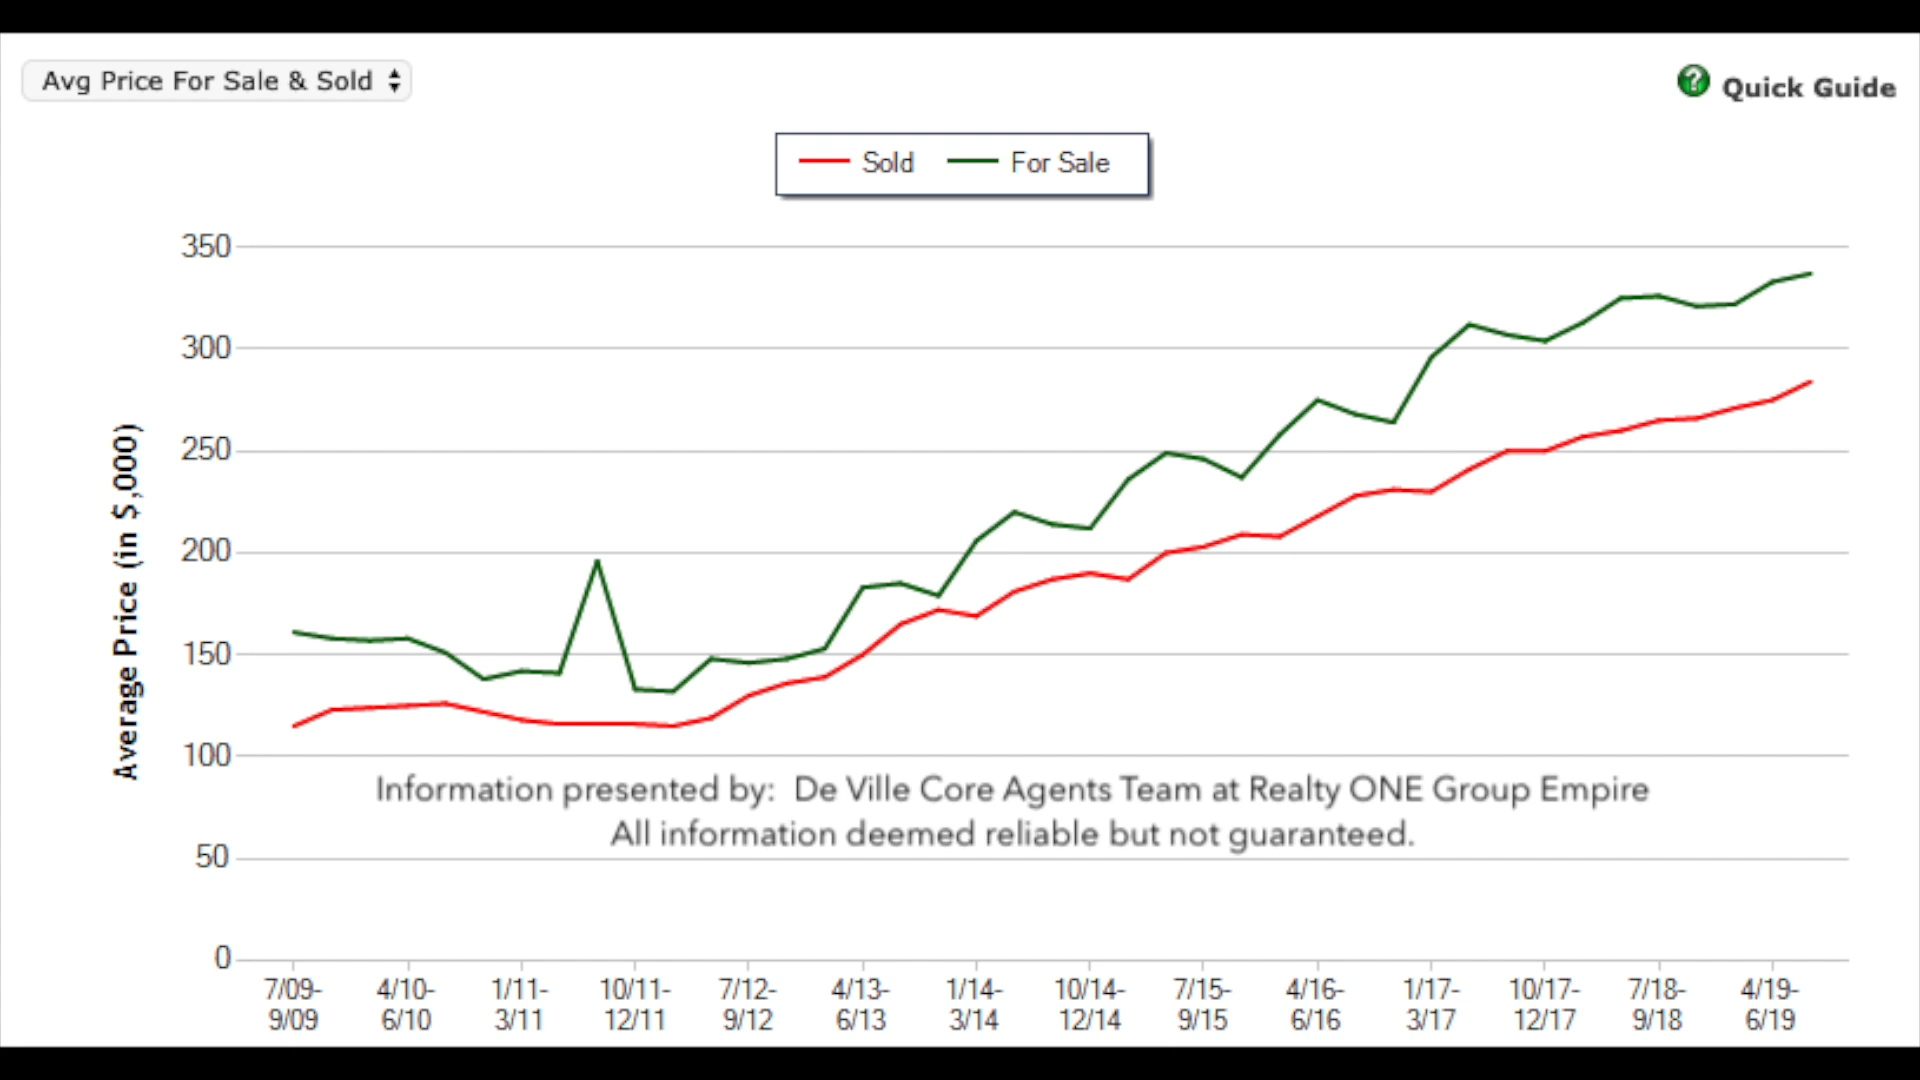 Avg Price For Sale & Sold
Quick Guide
Sold For Sale
350
300
250
200
150
100
50
0
Average Price (in $,000)
Information presented by: De Ville Core Agents Team at Realty ONE Group Empire
All information deemed reliable but not guaranteed.
7/09- 4/10- 1/11- 10/11- 7/12- 4/13- 1/14- 10/14- 7/15- 4/16- 1/17- 10/17- 7/18- 4/19-
9/09 6/10 3/11 12/11 9/12 6/13 3/14 12/14 9/15 6/16 3/17 12/17 9/18 6/19